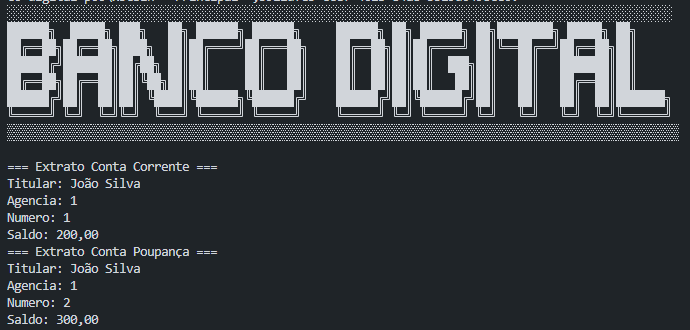 BANCO DIGITAL
=== Extrato Conta Corrente ===
Titular: João Silva
Agencia: 1
Numero: 1
Saldo: 200,00
=== Extrato Conta Poupança ===
Titular: João Silva
Agencia: 1
Numero: 2
Saldo: 300,00